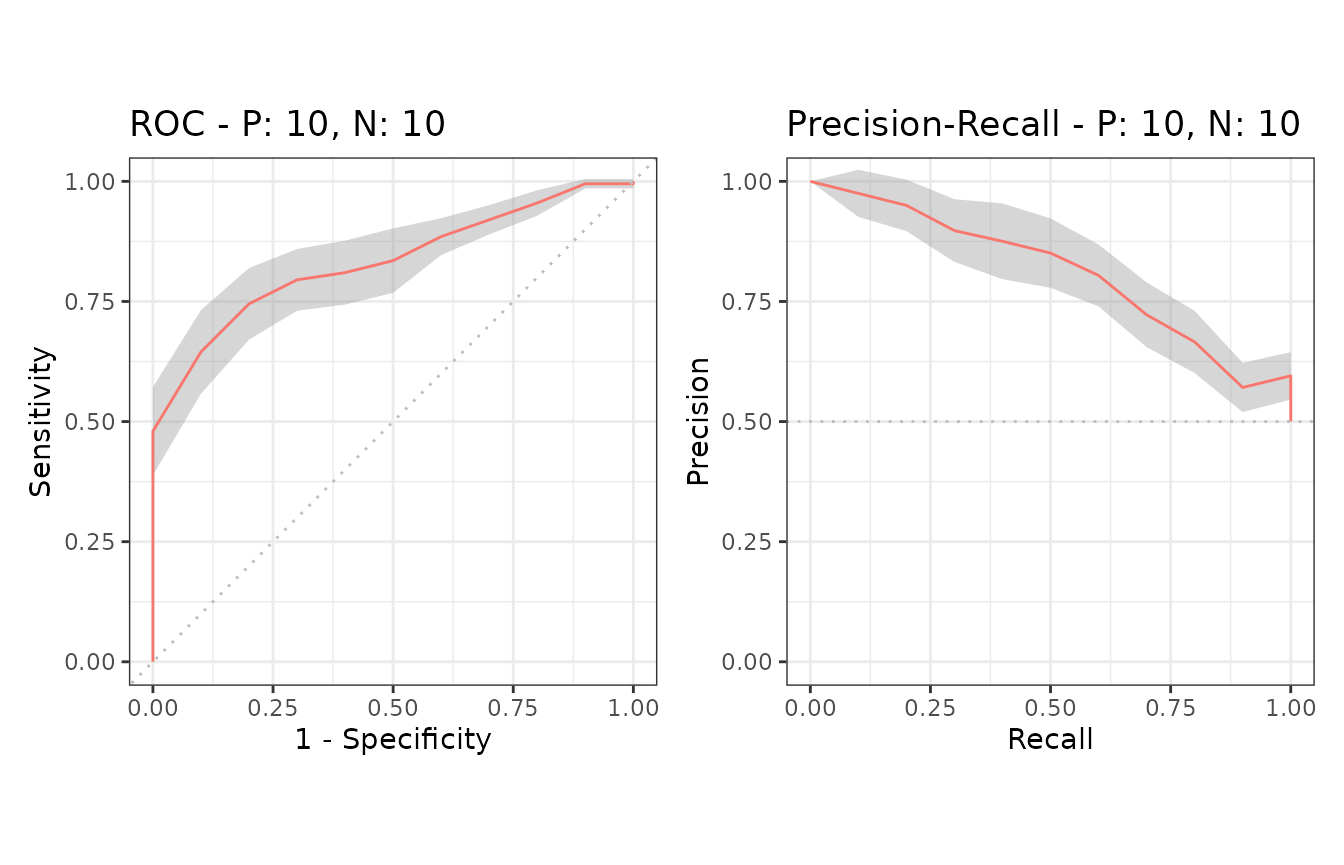 ROC - P: 10, N: 10
1.00
0.75
0.50
0.25
0.00
Sensitivity
0.00 0.25 0.50 0.75 1.00
1 - Specificity
Precision-Recall - P: 10, N: 10
1.00
0.75
0.50
0.25
0.00
Precision
0.00 0.25 0.50 0.75 1.00
Recall